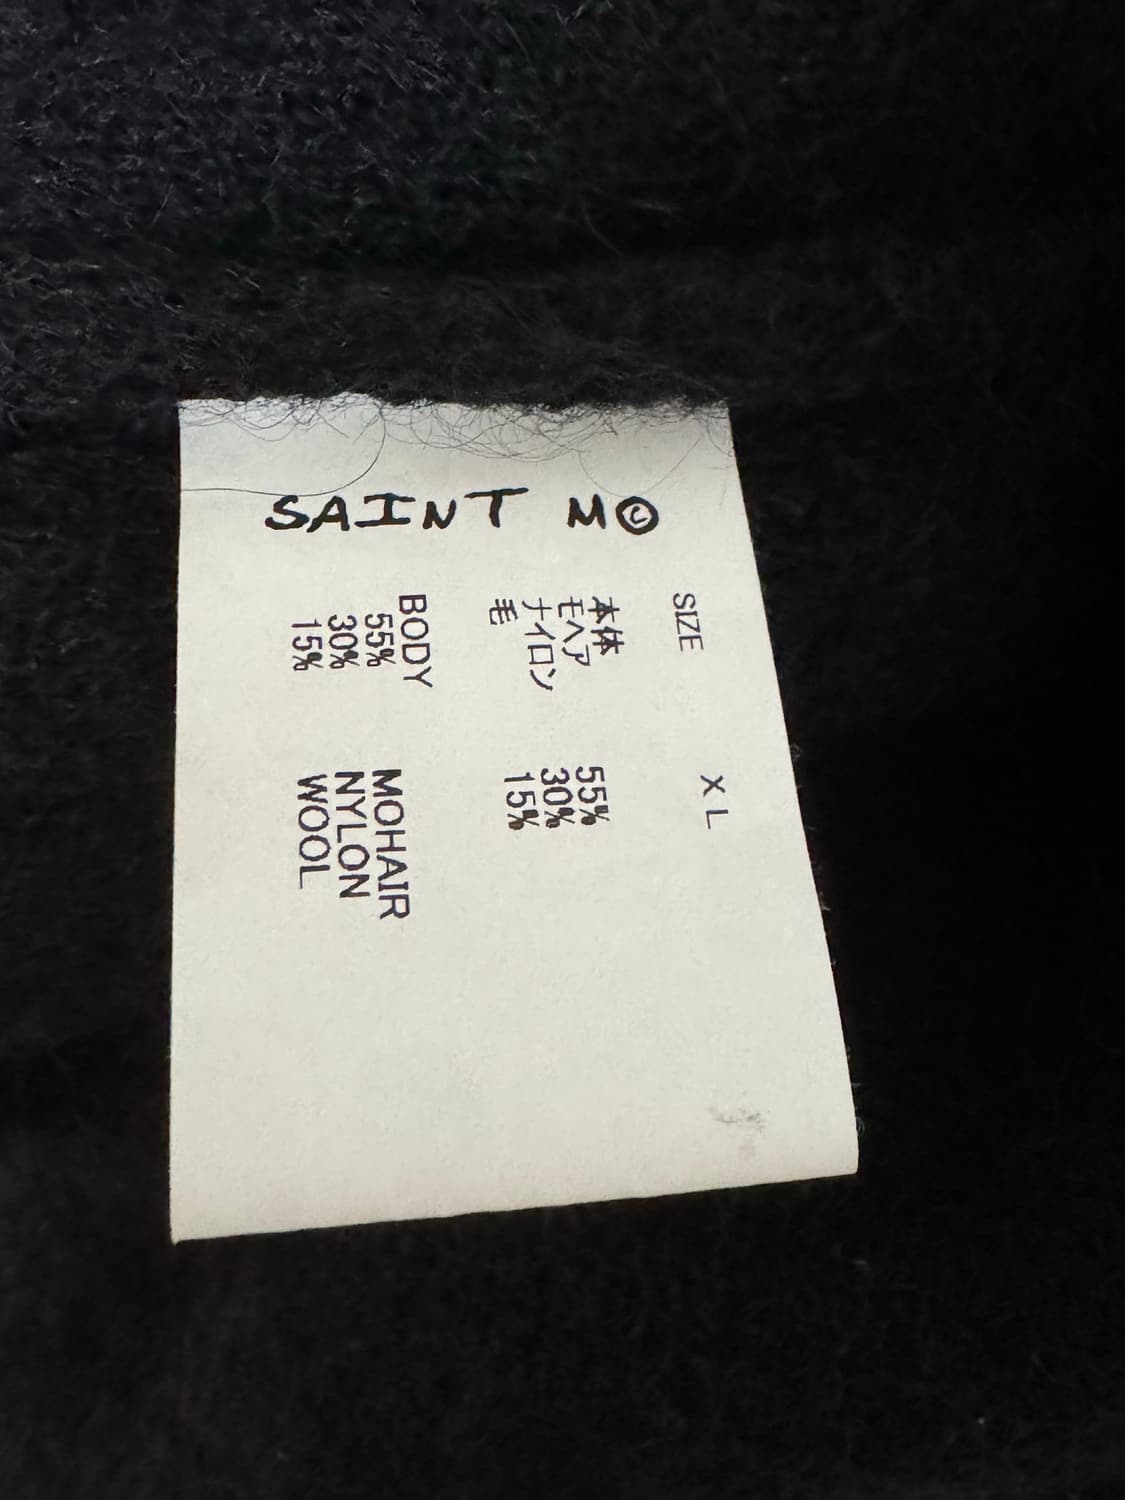 SAINT M©
SIZE XL
本体
モヘア 55%
ナイロン 30%
毛 15%
BODY
55% MOHAIR
30% NYLON
15% WOOL